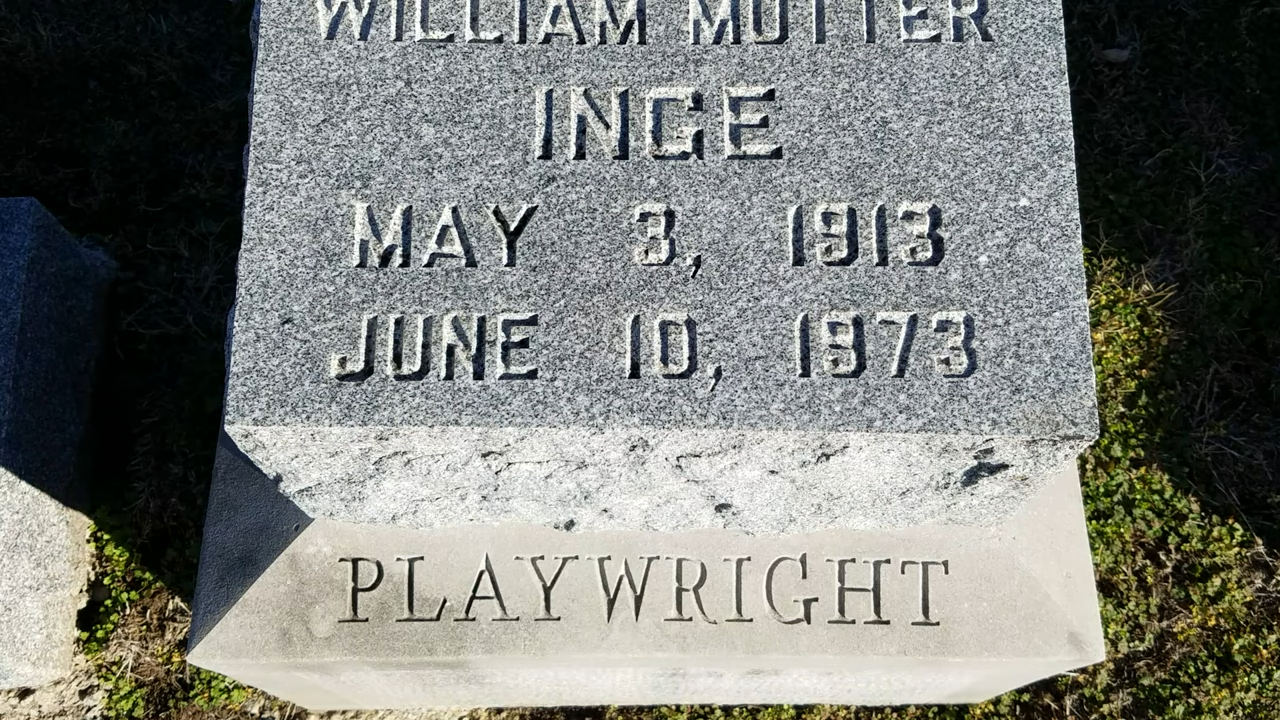 WILLIAM MOTTER
INGE
MAY 3, 1913
JUNE 10, 1973
PLAYWRIGHT